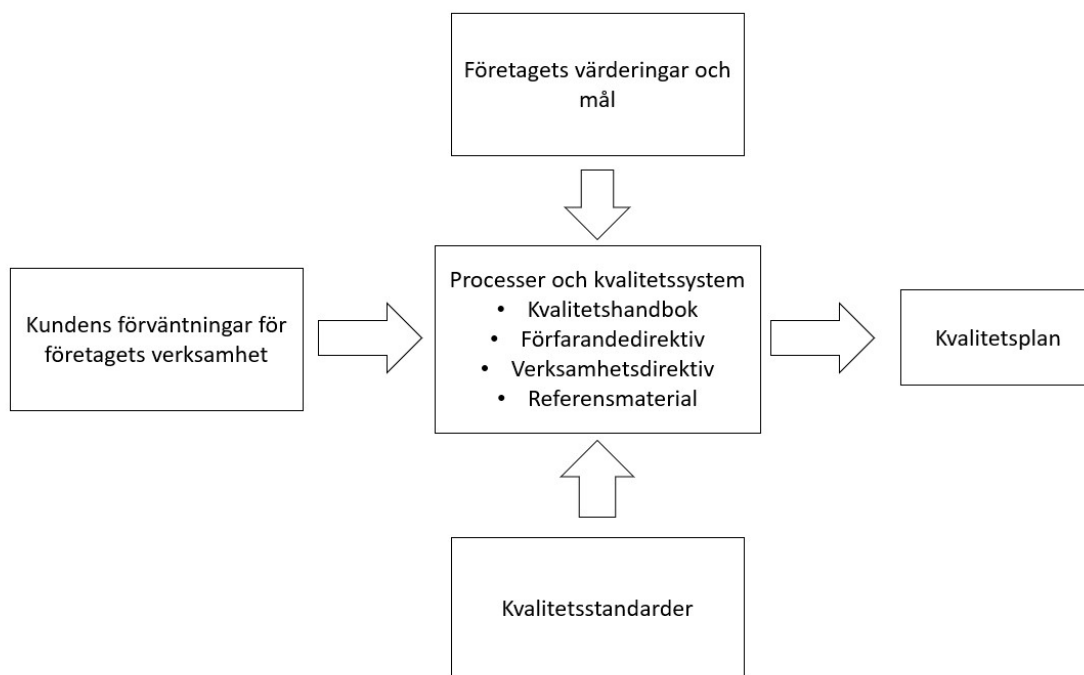 Företagets värderingar och
mål
Kundens förväntningar för
företagets verksamhet
Processer och kvalitetssystem
• Kvalitetshandbok
• Förfarandedirektiv
• Verksamhetsdirektiv
• Referensmaterial
Kvalitetsplan
Kvalitetsstandarder